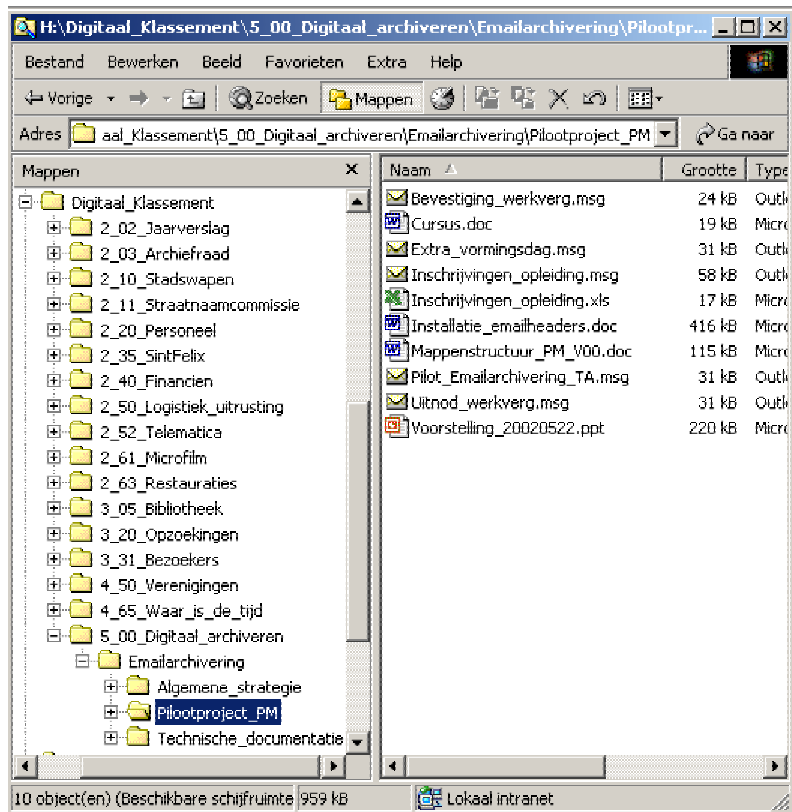 H:\Digitaal_Klassement\5_00_Digitaal_archiveren\Emailarchivering\Pilootpr...
Bestand Bewerken Beeld Favorieten Extra Help
Vorige Zoeken Mappen
Adres aal_Klassement\5_00_Digitaal_archiveren\Emailarchivering\Pilootproject_PM Ga naar
Mappen
Digitaal_Klassement
2_02_Jaarverslag
2_03_Archiefraad
2_10_Stadswapen
2_11_Straatnaamcommissie
2_20_Personeel
2_35_SintFelix
2_40_Financien
2_50_Logistiek_uitrusting
2_52_Telematica
2_61_Microfilm
2_63_Restauraties
3_05_Bibliotheek
3_20_Opzoekingen
3_31_Bezoekers
4_50_Verenigingen
4_65_Waar_is_de_tijd
5_00_Digitaal_archiveren
Emailarchivering
Algemene_strategie
Pilootproject_PM
Technische_documentatie
Naam Grootte Type
Bevestiging_werkverg.msg 24 kB Outl
Cursus.doc 19 kB Micro
Extra_vormingsdag.msg 31 kB Outl
Inschrijvingen_opleiding.msg 58 kB Outl
Inschrijvingen_opleiding.xls 17 kB Micro
Installatie_emailheaders.doc 416 kB Micro
Mappenstructuur_PM_V00.doc 115 kB Micro
Pilot_Emailarchivering_TA.msg 31 kB Outl
Uitnod_werkverg.msg 31 kB Outl
Voorstelling_20020522.ppt 220 kB Micro
10 object(en) (Beschikbare schijfruimte 959 kB Lokaal intranet